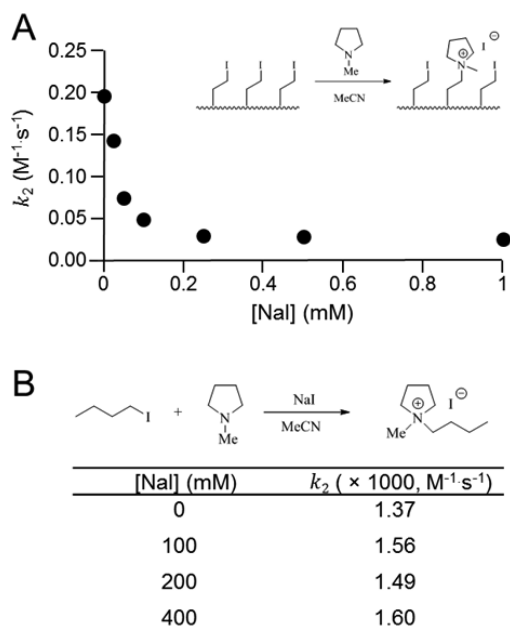 A
k₂ (M⁻¹·s⁻¹)
0.25
0.20
0.15
0.10
0.05
0.00
0 0.2 0.4 0.6 0.8 1
[NaI] (mM)
I I I
N
Me
MeCN
I N⊕ I I⊖
B
I + N Me NaI MeCN Me N⊕ I⊖
[NaI] (mM) k₂ ( × 1000, M⁻¹·s⁻¹)
0 1.37
100 1.56
200 1.49
400 1.60